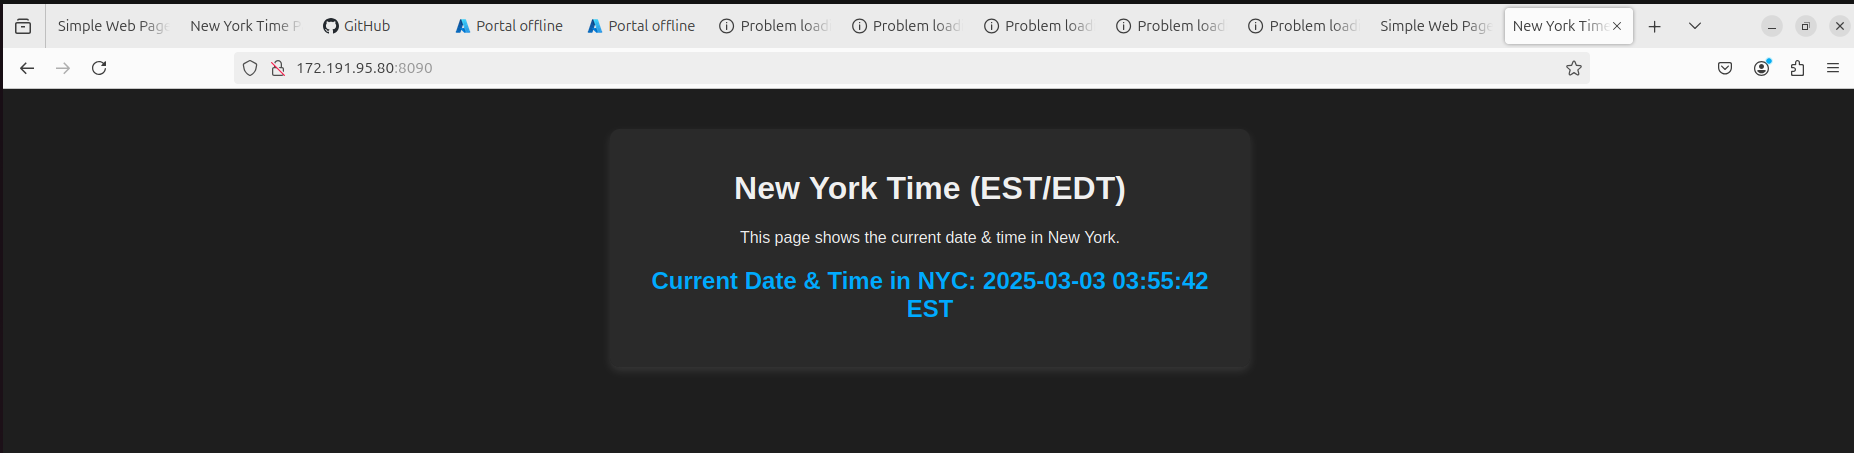 Simple Web Page
New York Time P
GitHub
Portal offline
Portal offline
Problem load
Problem load
Problem load
Problem load
Problem load
Simple Web Page
New York Time
172.191.95.80:8090
New York Time (EST/EDT)
This page shows the current date & time in New York.
Current Date & Time in NYC: 2025-03-03 03:55:42
EST